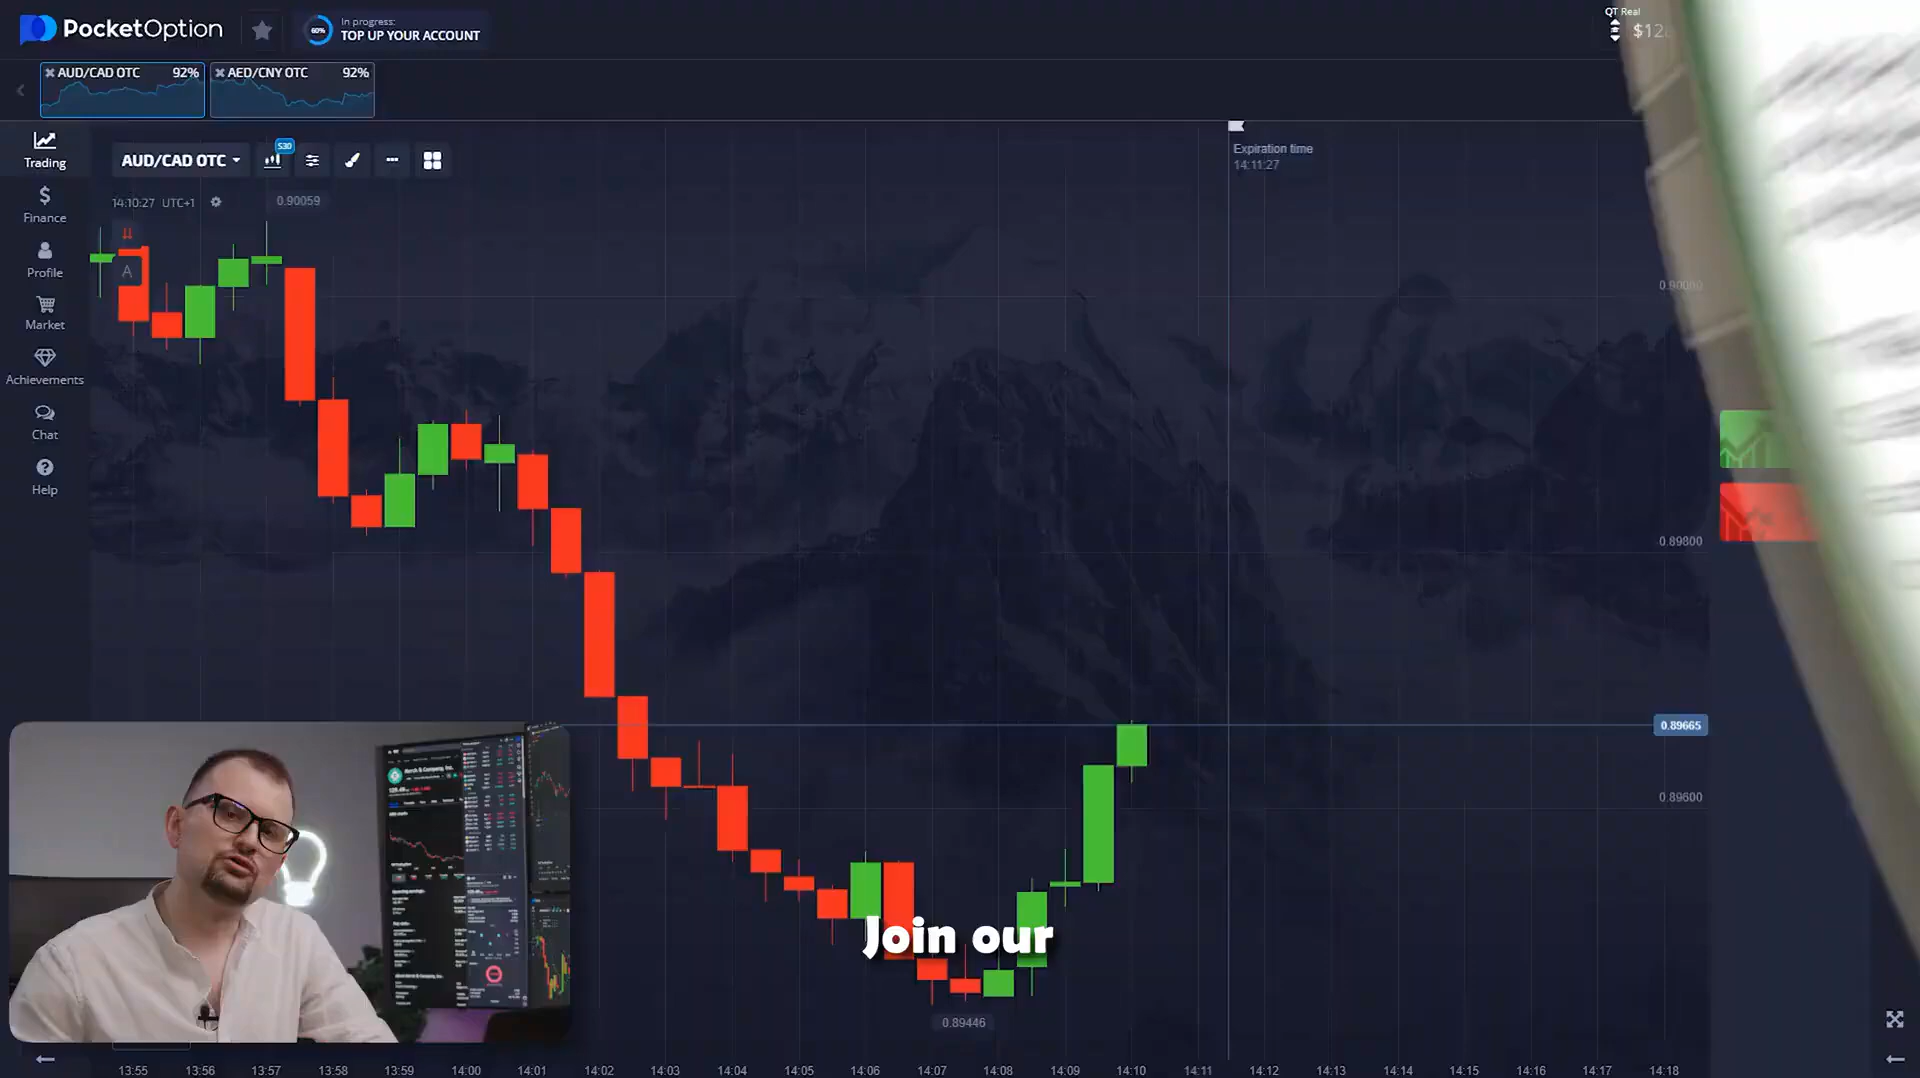 PocketOption
60%
In progress:
TOP UP YOUR ACCOUNT
QT Real
AUD/CAD OTC 92%
AED/CNY OTC 92%
Trading
AUD/CAD OTC
S30
Expiration time
14:11:27
14:10:27 UTC+1
0.90059
Finance
A
Profile
0.90000
Market
Achievements
Chat
Help
0.89800
0.89665
0.89600
Join our
0.89446
13:55 13:56 13:57 13:58 13:59 14:00 14:01 14:02 14:03 14:04 14:05 14:06 14:07 14:08 14:09 14:10 14:11 14:12 14:13 14:14 14:15 14:16 14:17 14:18